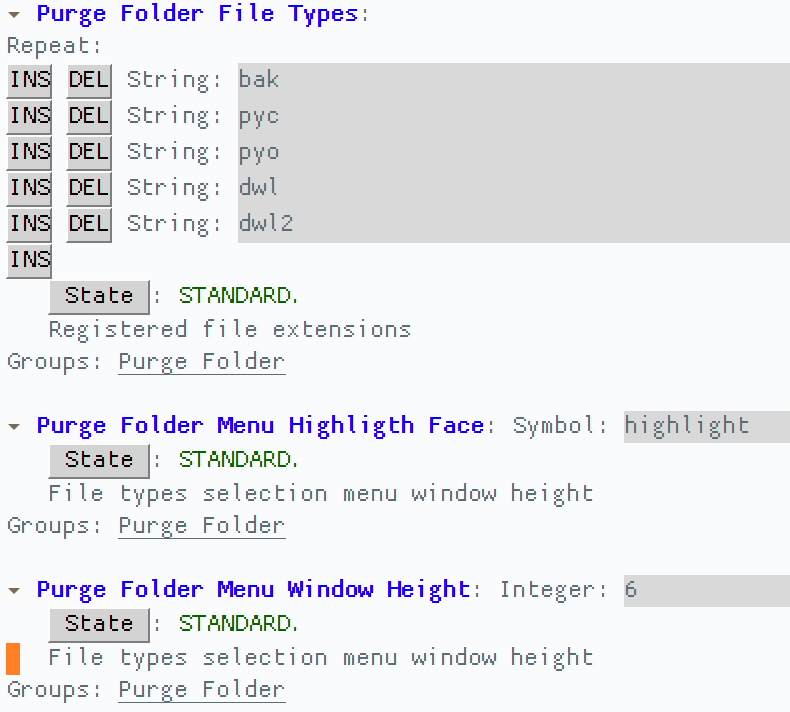 Purge Folder File Types:
Repeat:
INS DEL String: bak
INS DEL String: pyc
INS DEL String: pyo
INS DEL String: dwl
INS DEL String: dwl2
INS
State : STANDARD.
Registered file extensions
Groups: Purge Folder
Purge Folder Menu Highligth Face: Symbol: highlight
State : STANDARD.
File types selection menu window height
Groups: Purge Folder
Purge Folder Menu Window Height: Integer: 6
State : STANDARD.
File types selection menu window height
Groups: Purge Folder